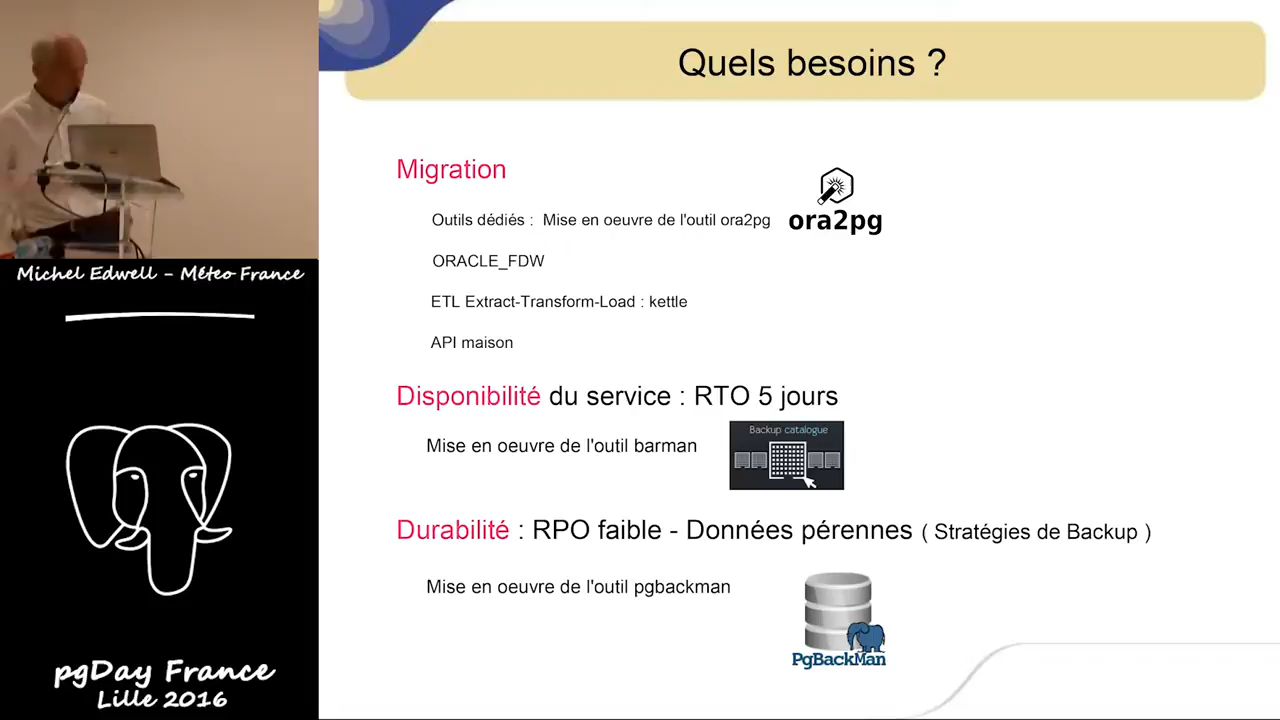 Quels besoins ?
Migration
Outils dédiés : Mise en oeuvre de l'outil ora2pg
ora2pg
ORACLE_FDW
ETL Extract-Transform-Load : kettle
API maison
Disponibilité du service : RTO 5 jours
Mise en oeuvre de l'outil barman
Backup catalogue
Durabilité : RPO faible - Données pérennes ( Stratégies de Backup )
Mise en oeuvre de l'outil pgbackman
PgBackMan
Michel Edwell - Méteo France
pgDay France
Lille 2016